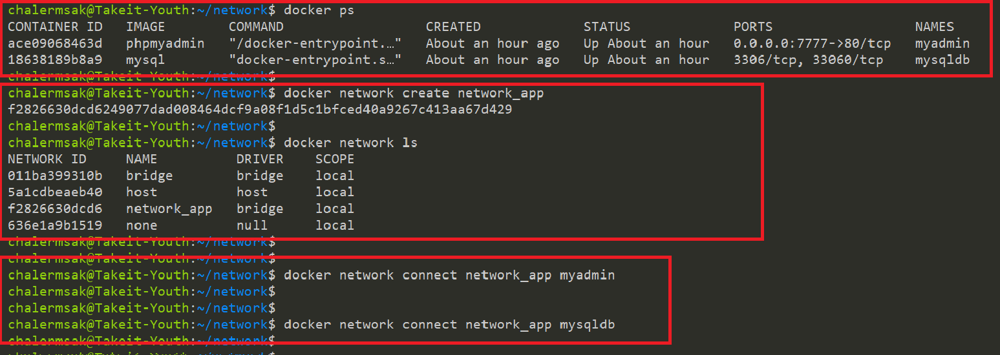 chalermsak@Takeit-Youth:~/network$ docker ps
CONTAINER ID   IMAGE        COMMAND                  CREATED             STATUS             PORTS                  NAMES
ace09068463d   phpmyadmin   "/docker-entrypoint.…"   About an hour ago   Up About an hour   0.0.0.0:7777->80/tcp   myadmin
18638189b8a9   mysql        "docker-entrypoint.s…"   About an hour ago   Up About an hour   3306/tcp, 33060/tcp    mysqldb
chalermsak@Takeit-Youth:~/network$
chalermsak@Takeit-Youth:~/network$ docker network create network_app
f2826630dcd6249077dad008464dcf9a08f1d5c1bfced40a9267c413aa67d429
chalermsak@Takeit-Youth:~/network$
chalermsak@Takeit-Youth:~/network$ docker network ls
NETWORK ID     NAME          DRIVER    SCOPE
011ba399310b   bridge        bridge    local
5a1cdbeaeb40   host          host      local
f2826630dcd6   network_app   bridge    local
636e1a9b1519   none          null      local
chalermsak@Takeit-Youth:~/network$
chalermsak@Takeit-Youth:~/network$
chalermsak@Takeit-Youth:~/network$ docker network connect network_app myadmin
chalermsak@Takeit-Youth:~/network$
chalermsak@Takeit-Youth:~/network$
chalermsak@Takeit-Youth:~/network$ docker network connect network_app mysqldb
chalermsak@Takeit-Youth:~/network$